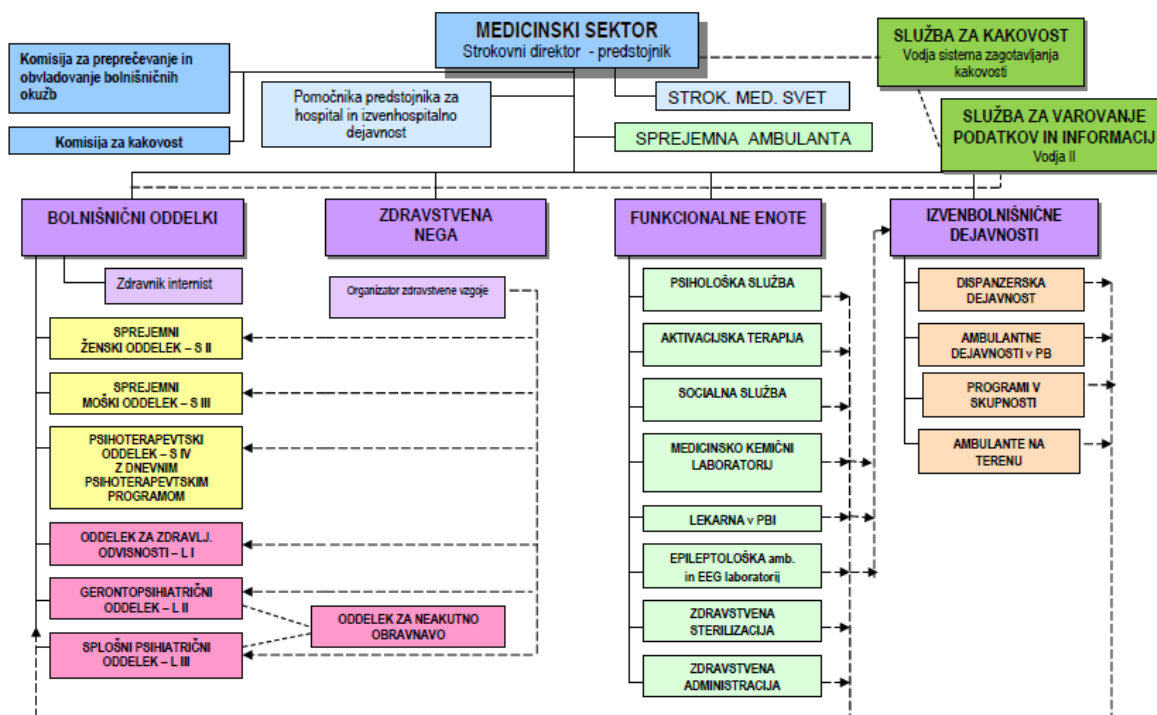 MEDICINSKI SEKTOR
Strokovni direktor - predstojnik
SLUŽBA ZA KAKOVOST
Vodja sistema zagotavljanja
kakovosti
Komisija za preprečevanje in
obvladovanje bolnišničnih
okužb
Pomočnika predstojnika za
hospital in izvenhospitalno
dejavnost
STROK. MED. SVET
SLUŽBA ZA VAROVANJE
PODATKOV IN INFORMACIJ
Vodja II
Komisija za kakovost
SPREJEMNA AMBULANTA
BOLNIŠNIČNI ODDELKI
ZDRAVSTVENA
NEGA
FUNKCIONALNE ENOTE
IZVENBOLNIŠNIČNE
DEJAVNOSTI
Zdravnik internist
SPREJEMNI
ŽENSKI ODDELEK – S II
SPREJEMNI
MOŠKI ODDELEK – S III
PSIHOTERAPEVTSKI
ODDELEK – S IV
Z DNEVNIM
PSIHOTERAPEVTSKIM
PROGRAMOM
ODDELEK ZA ZDRAVLJ.
ODVISNOSTI – L I
GERONTOPSIHIATRIČNI
ODDELEK – L II
SPLOŠNI PSIHIATRIČNI
ODDELEK – L III
Organizator zdravstvene vzgoje
ODDELEK ZA NEAKUTNO
OBRAVNAVO
PSIHOLOŠKA SLUŽBA
AKTIVACIJSKA TERAPIJA
SOCIALNA SLUŽBA
MEDICINSKO KEMIČNI
LABORATORIJ
LEKARNA v PBI
EPILEPTOLOŠKA amb.
in EEG laboratorij
ZDRAVSTVENA
STERILIZACIJA
ZDRAVSTVENA
ADMINISTRACIJA
DISPANZERSKA
DEJAVNOST
AMBULANTNE
DEJAVNOSTI v PB
PROGRAMI V
SKUPNOSTI
AMBULANTE NA
TERENU